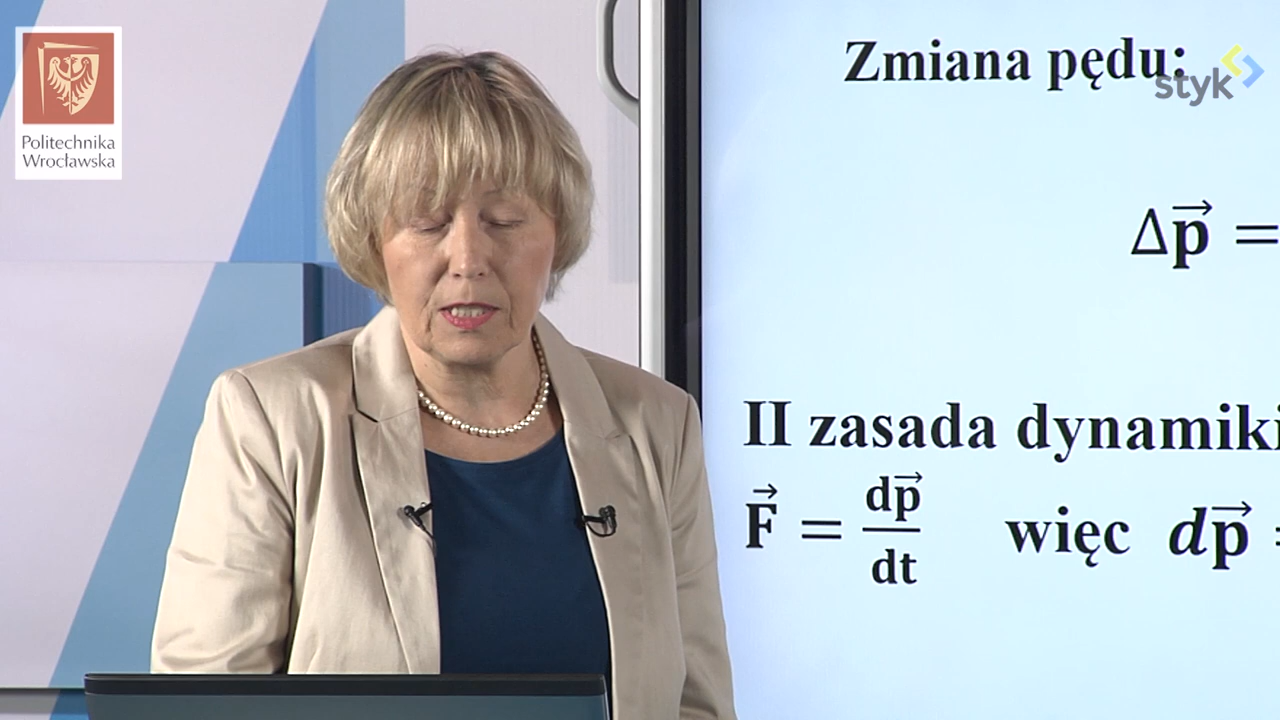 Politechnika
Wrocławska
Zmiana pędu:
styk
Δp⃗ =
II zasada dynamiki
F⃗ = dp⃗/dt więc dp⃗ =